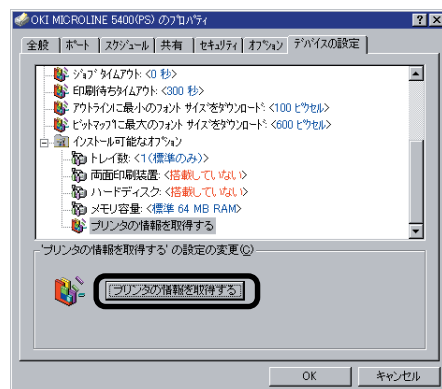 OKI MICROLINE 5400(PS) のプロパティ
全般 ポート スケジュール 共有 セキュリティ オプション デバイスの設定
ジョブ タイムアウト: <0 秒>
印刷待ちタイムアウト: <300 秒>
アウトラインに最小のフォント サイズをダウンロード: <100 ピクセル>
ビットマップに最大のフォント サイズをダウンロード: <600 ピクセル>
インストール可能なオプション
トレイ数: <1(標準のみ)>
両面印刷装置: <搭載していない>
ハードディスク: <搭載していない>
メモリ容量: <標準 64 MB RAM>
プリンタの情報を取得する
'プリンタの情報を取得する' の設定の変更(C)
プリンタの情報を取得する
OK キャンセル